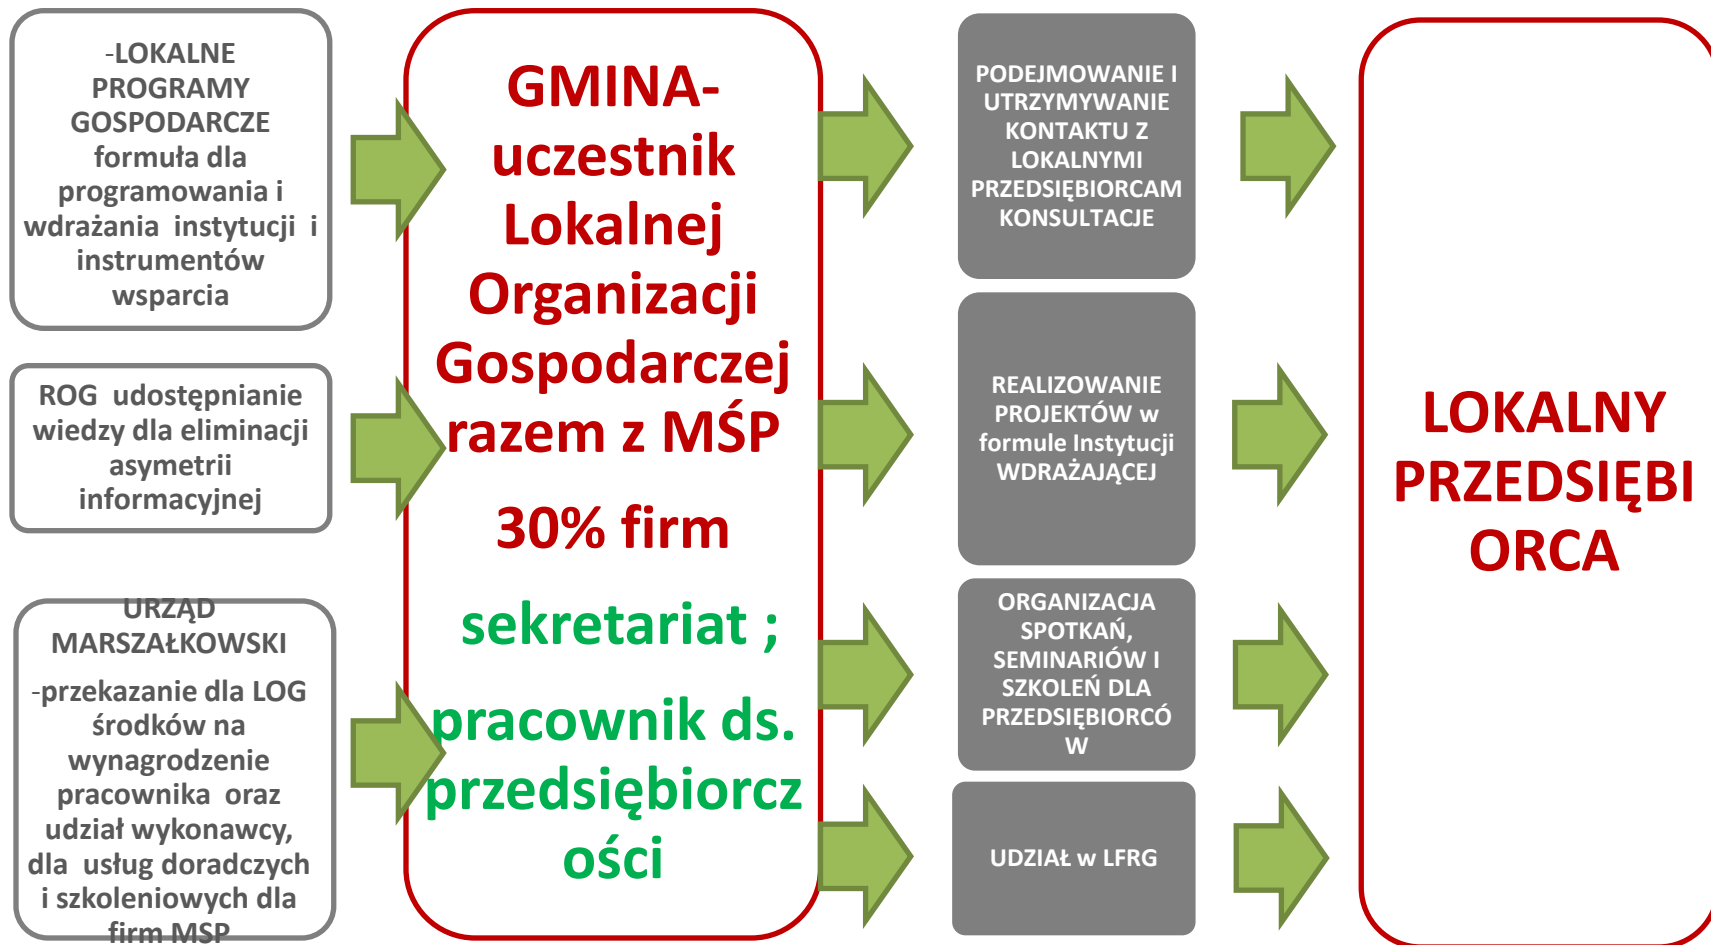 -LOKALNE
PROGRAMY
GOSPODARCZE
formuła dla
programowania i
wdrażania instytucji i
instrumentów
wsparcia
ROG udostępnianie
wiedzy dla eliminacji
asymetrii
informacyjnej
URZĄD
MARSZAŁKOWSKI
-przekazanie dla LOG
środków na
wynagrodzenie
pracownika oraz
udział wykonawcy,
dla usług doradczych
i szkoleniowych dla
firm MSP
GMINA-
uczestnik
Lokalnej
Organizacji
Gospodarczej
razem z MŚP
30% firm
sekretariat ;
pracownik ds.
przedsiębiorcz
ości
PODEJMOWANIE I
UTRZYMYWANIE
KONTAKTU Z
LOKALNYMI
PRZEDSIĘBIORCAM
KONSULTACJE
REALIZOWANIE
PROJEKTÓW w
formule Instytucji
WDRAŻAJĄCEJ
ORGANIZACJA
SPOTKAŃ,
SEMINARIÓW I
SZKOLEŃ DLA
PRZEDSIĘBIORCÓ
W
UDZIAŁ w LFRG
LOKALNY
PRZEDSIĘBI
ORCA